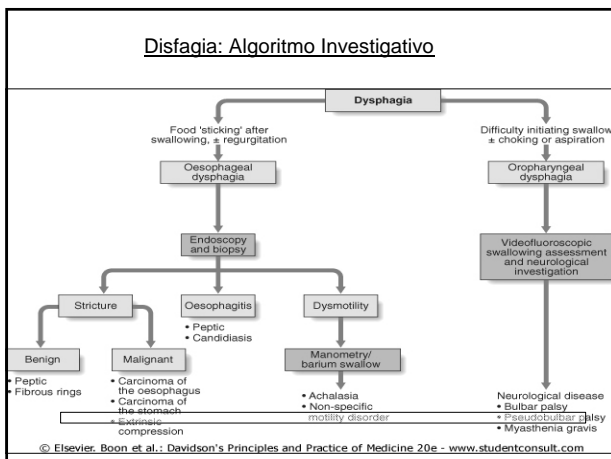 Disfagia: Algoritmo Investigativo
Dysphagia
Food 'sticking' after
swallowing, ± regurgitation
Difficulty initiating swallow
± choking or aspiration
Oesophageal
dysphagia
Oropharyngeal
dysphagia
Endoscopy
and biopsy
Videofluoroscopic
swallowing assessment
and neurological
investigation
Stricture
Oesophagitis
Dysmotility
• Peptic
• Candidiasis
Benign
Malignant
Manometry/
barium swallow
• Peptic
• Fibrous rings
• Carcinoma of
the oesophagus
• Carcinoma of
the stomach
• Extrinsic
compression
• Achalasia
• Non-specific
motility disorder
Neurological disease
• Bulbar palsy
• Pseudobulbar palsy
• Myasthenia gravis
© Elsevier. Boon et al.: Davidson's Principles and Practice of Medicine 20e - www.studentconsult.com